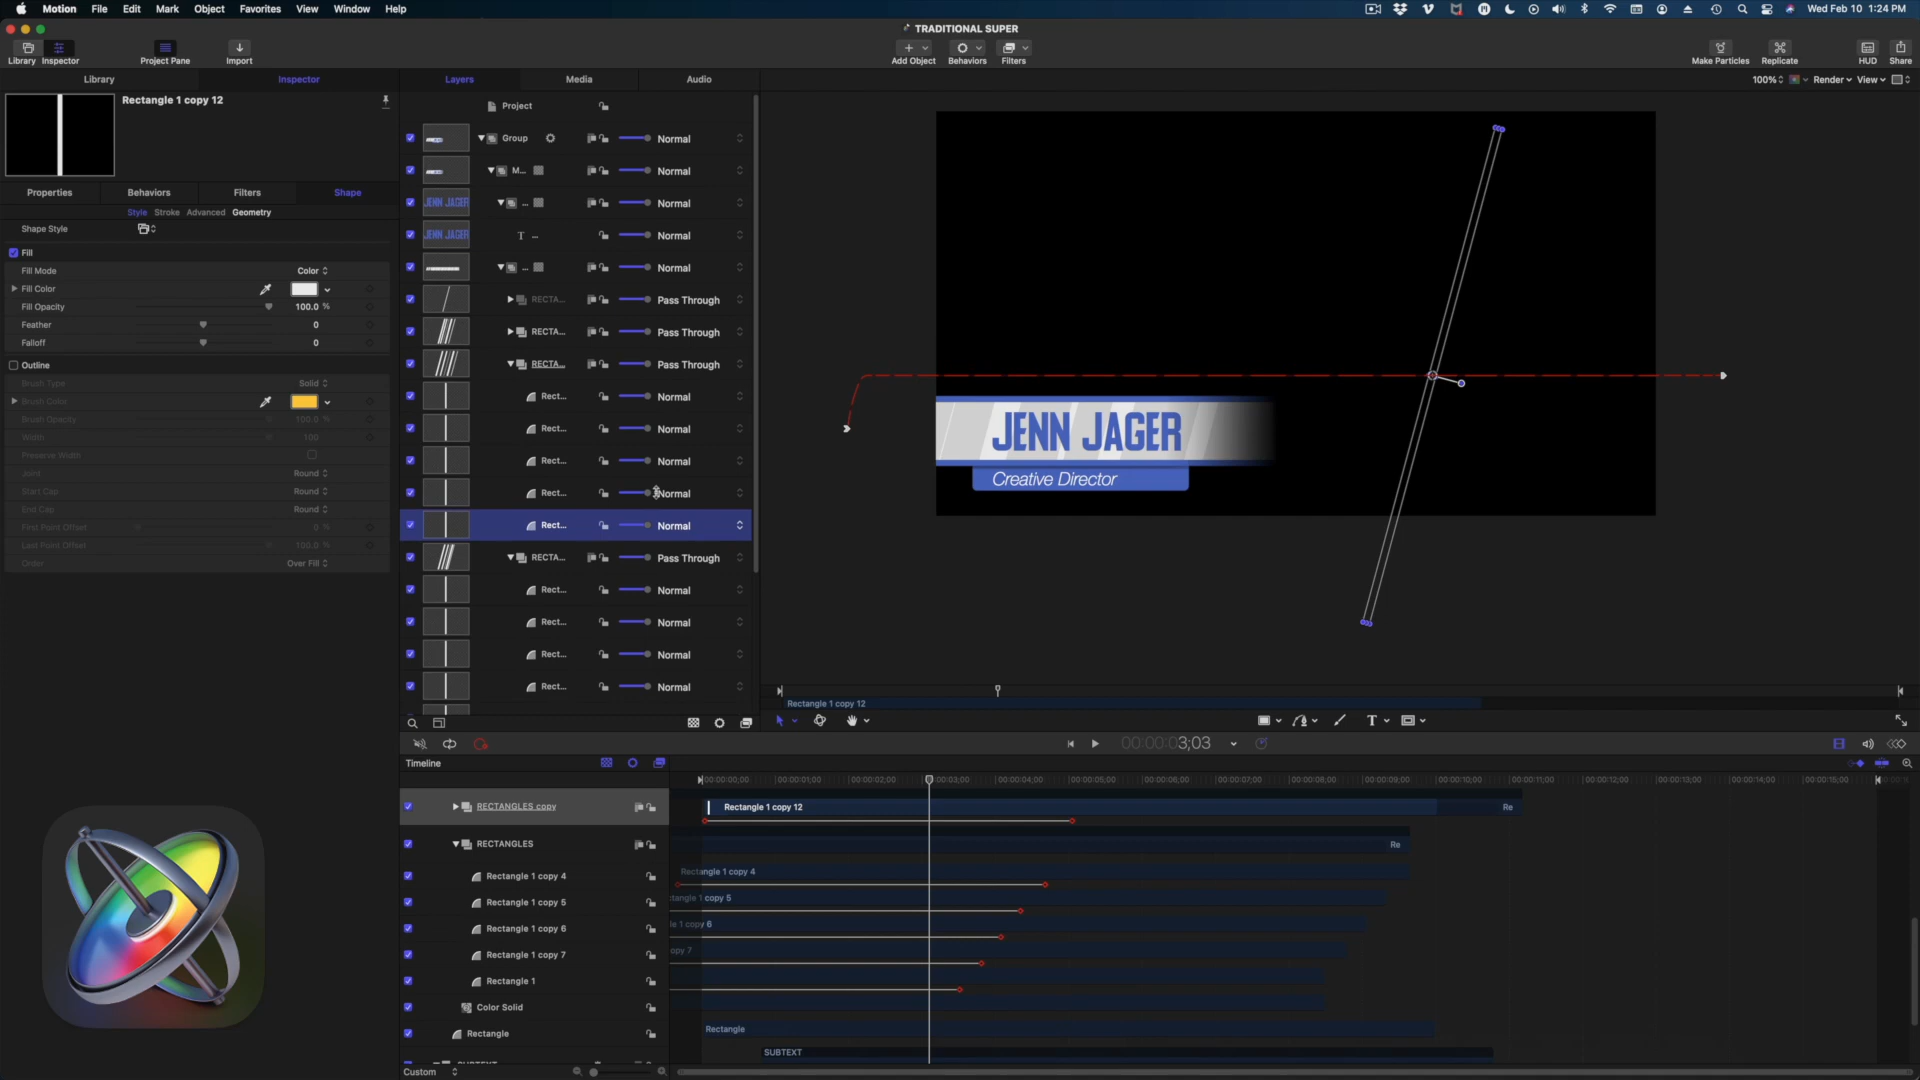 Motion File Edit Mark Object Favorites View Window Help
Wed Feb 10 1:24 PM
TRADITIONAL SUPER
Library Inspector Project Pane Import
Add Object Behaviors Filters
Make Particles Replicate HUD Share
Library Inspector
Layers Media Audio
100% Render View
Rectangle 1 copy 12
Properties Behaviors Filters Shape
Style Stroke Advanced Geometry
Shape Style
Fill
Fill Mode Color
Fill Color
Fill Opacity 100.0 %
Feather 0
Falloff 0
Outline
Brush Type Solid
Brush Color
Brush Opacity 100.0 %
Width 100
Preserve Width
Joint Round
Start Cap Round
End Cap Round
First Point Offset 0 %
Last Point Offset 100.0 %
Order Over Fill
Project
Group Normal
M... Normal
JENN JAGER ... Normal
JENN JAGER T ... Normal
... Normal
RECTA... Pass Through
RECTA... Pass Through
RECTA... Pass Through
Rect... Normal
Rect... Normal
Rect... Normal
Rect... Normal
Rect... Normal
RECTA... Pass Through
Rect... Normal
Rect... Normal
Rect... Normal
Rect... Normal
JENN JAGER
Creative Director
Rectangle 1 copy 12
T
00:00:00:03;03
Timeline
00:00:00;00 00:00:01;00 00:00:02;00 00:00:03;00 00:00:04;00 00:00:05;00 00:00:06;00 00:00:07;00 00:00:08;00 00:00:09;00 00:00:10;00 00:00:11;00 00:00:12;00 00:00:13;00 00:00:14;00 00:00:15;00
RECTANGLES copy Rectangle 1 copy 12 Re
RECTANGLES Re
Rectangle 1 copy 4 Rectangle 1 copy 4
Rectangle 1 copy 5 ctangle 1 copy 5
Rectangle 1 copy 6 le 1 copy 6
Rectangle 1 copy 7 opy 7
Rectangle 1
Color Solid
Rectangle Rectangle
SUBTEXT SUBTEXT
Custom